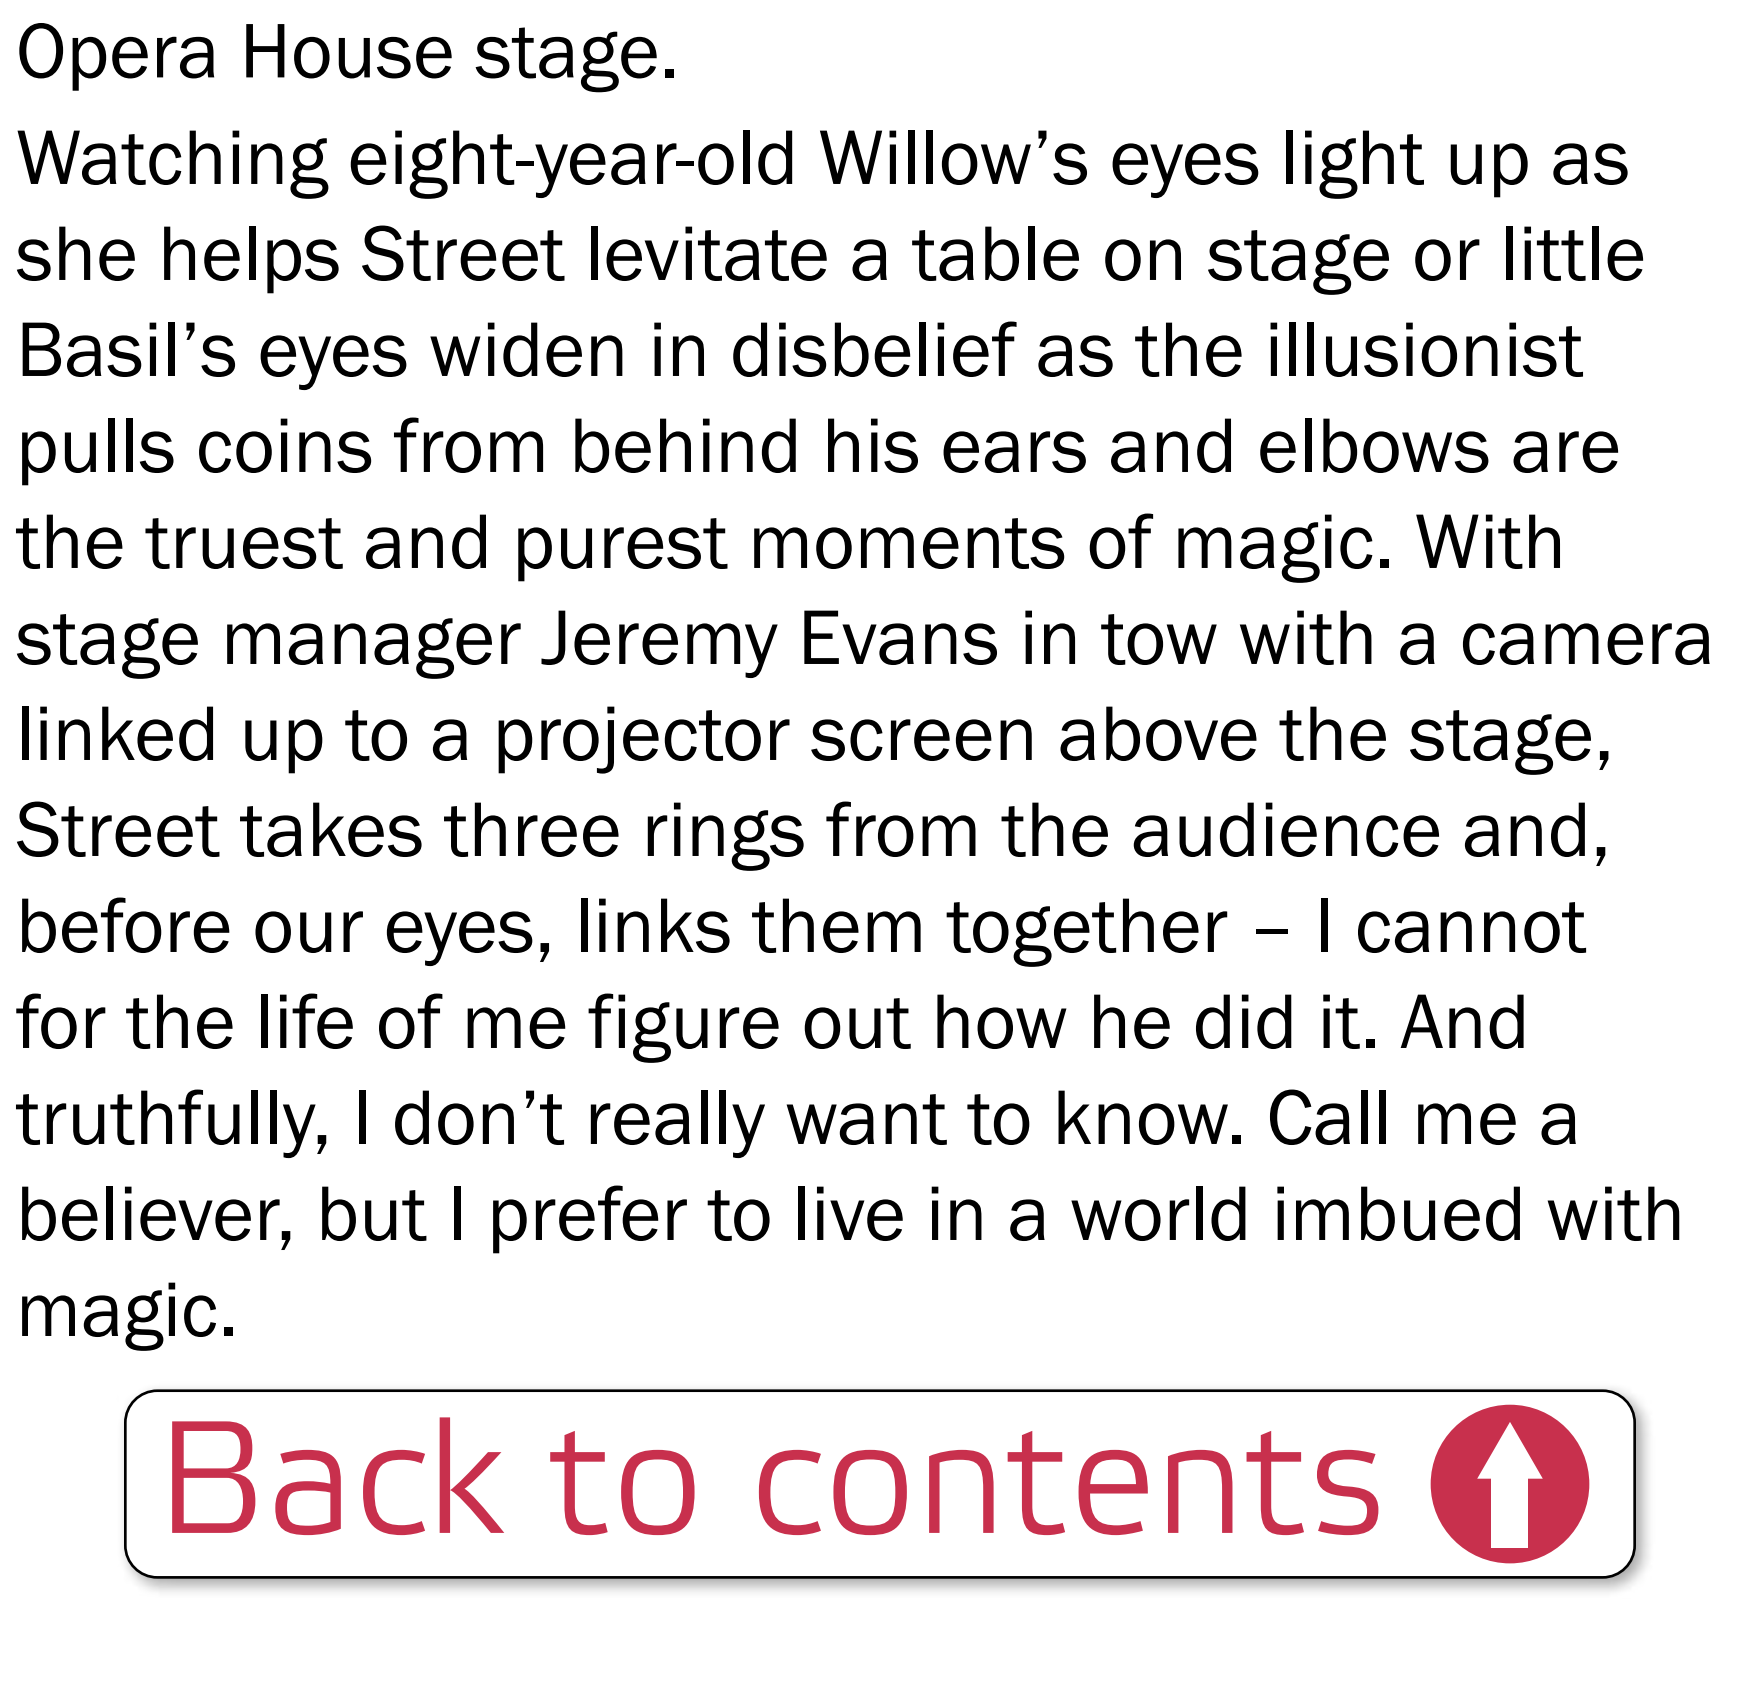 Opera House stage.
Watching eight-year-old Willow’s eyes light up as
she helps Street levitate a table on stage or little
Basil’s eyes widen in disbelief as the illusionist
pulls coins from behind his ears and elbows are
the truest and purest moments of magic. With
stage manager Jeremy Evans in tow with a camera
linked up to a projector screen above the stage,
Street takes three rings from the audience and,
before our eyes, links them together – I cannot
for the life of me figure out how he did it. And
truthfully, I don’t really want to know. Call me a
believer, but I prefer to live in a world imbued with
magic.
Back to contents